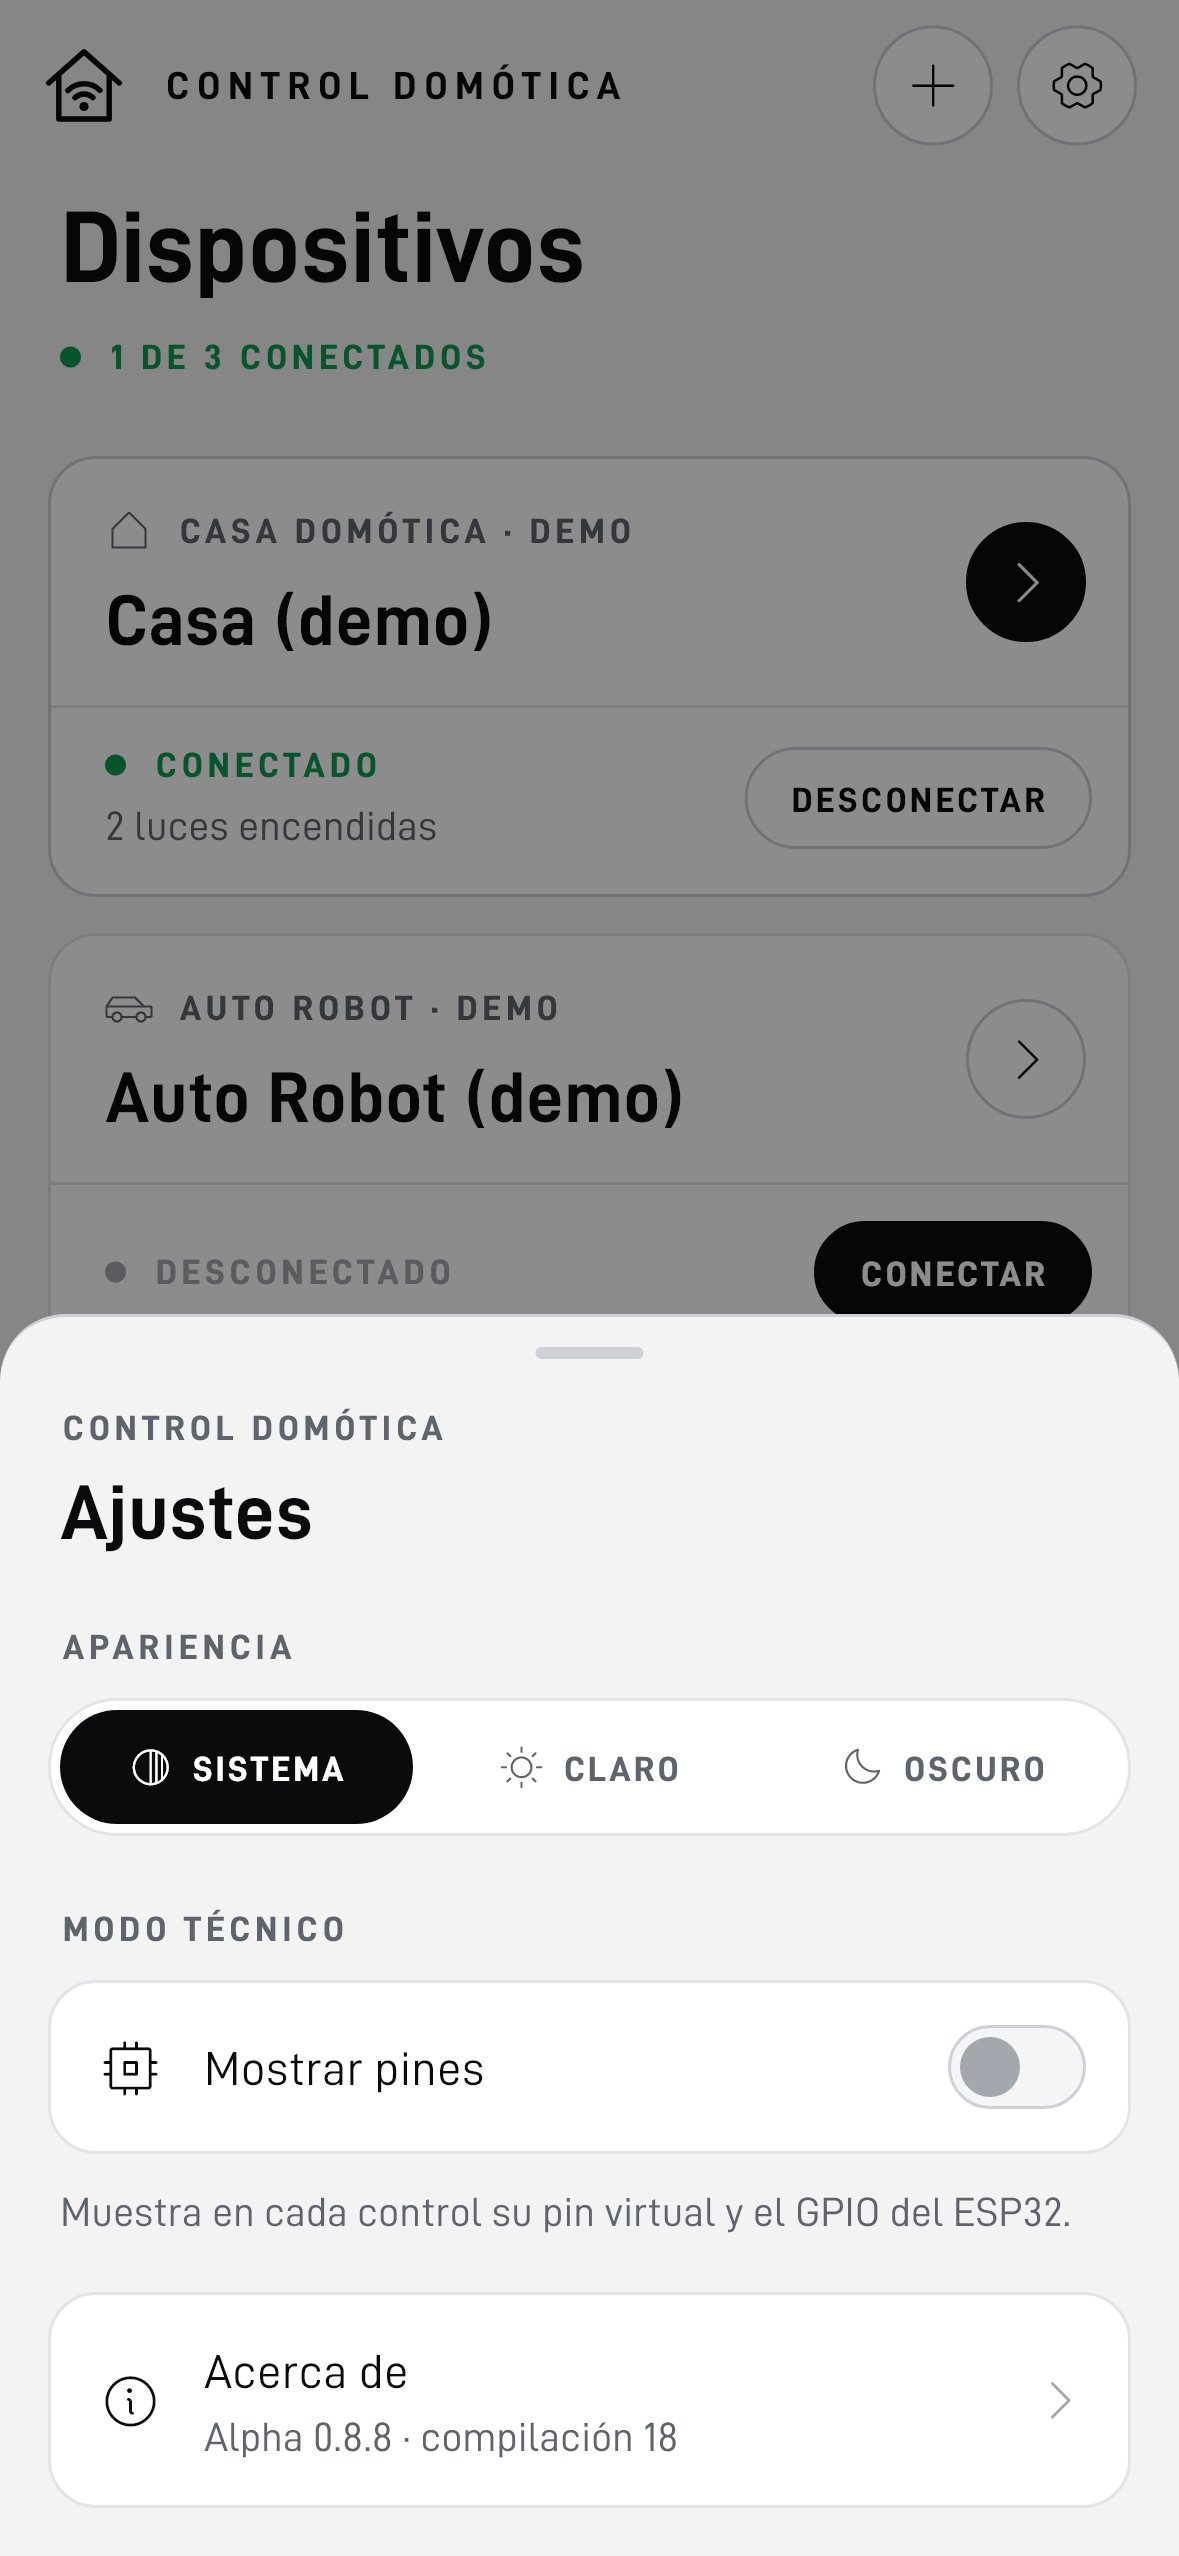 CONTROL DOMÓTICA
Dispositivos
1 DE 3 CONECTADOS
CASA DOMÓTICA · DEMO
Casa (demo)
CONECTADO
2 luces encendidas
DESCONECTAR
AUTO ROBOT · DEMO
Auto Robot (demo)
DESCONECTADO
CONECTAR
CONTROL DOMÓTICA
Ajustes
APARIENCIA
SISTEMA
CLARO
OSCURO
MODO TÉCNICO
Mostrar pines
Muestra en cada control su pin virtual y el GPIO del ESP32.
Acerca de
Alpha 0.8.8 · compilación 18